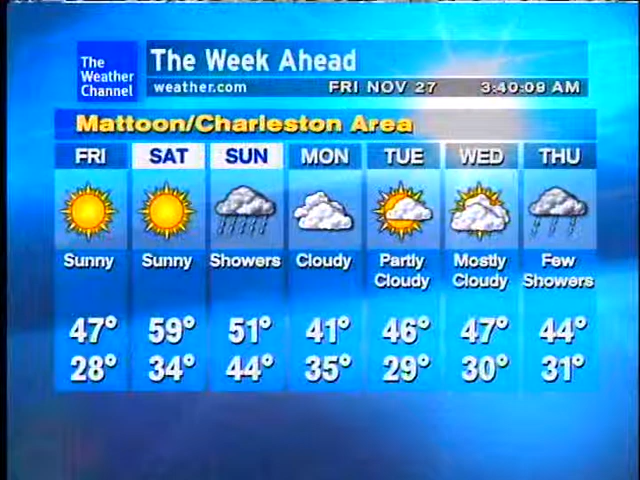 The Weather Channel
The Week Ahead
weather.com FRI NOV 27 3:40:09 AM
Mattoon/Charleston Area
FRI SAT SUN MON TUE WED THU
Sunny Sunny Showers Cloudy Partly Cloudy Mostly Cloudy Few Showers
47° 59° 51° 41° 46° 47° 44°
28° 34° 44° 35° 29° 30° 31°